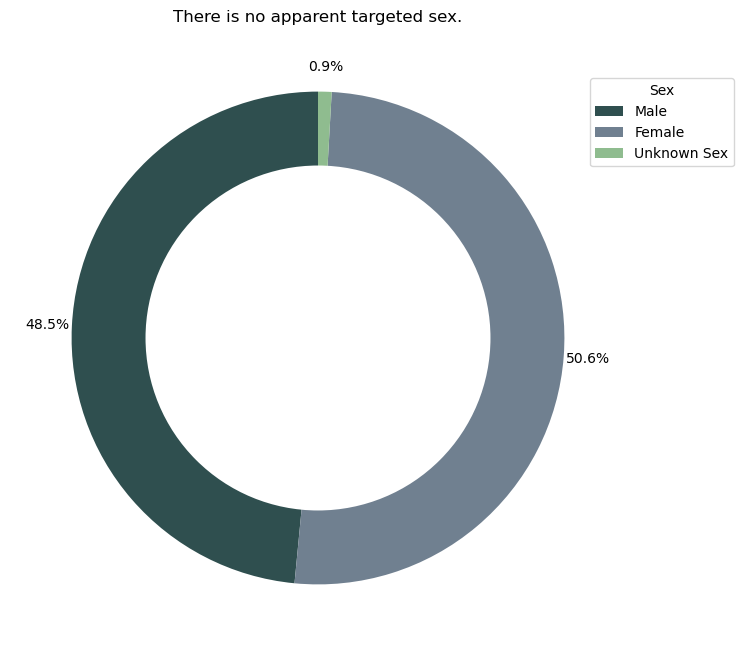 There is no apparent targeted sex.
0.9%
Sex
Male
Female
Unknown Sex
48.5%
50.6%